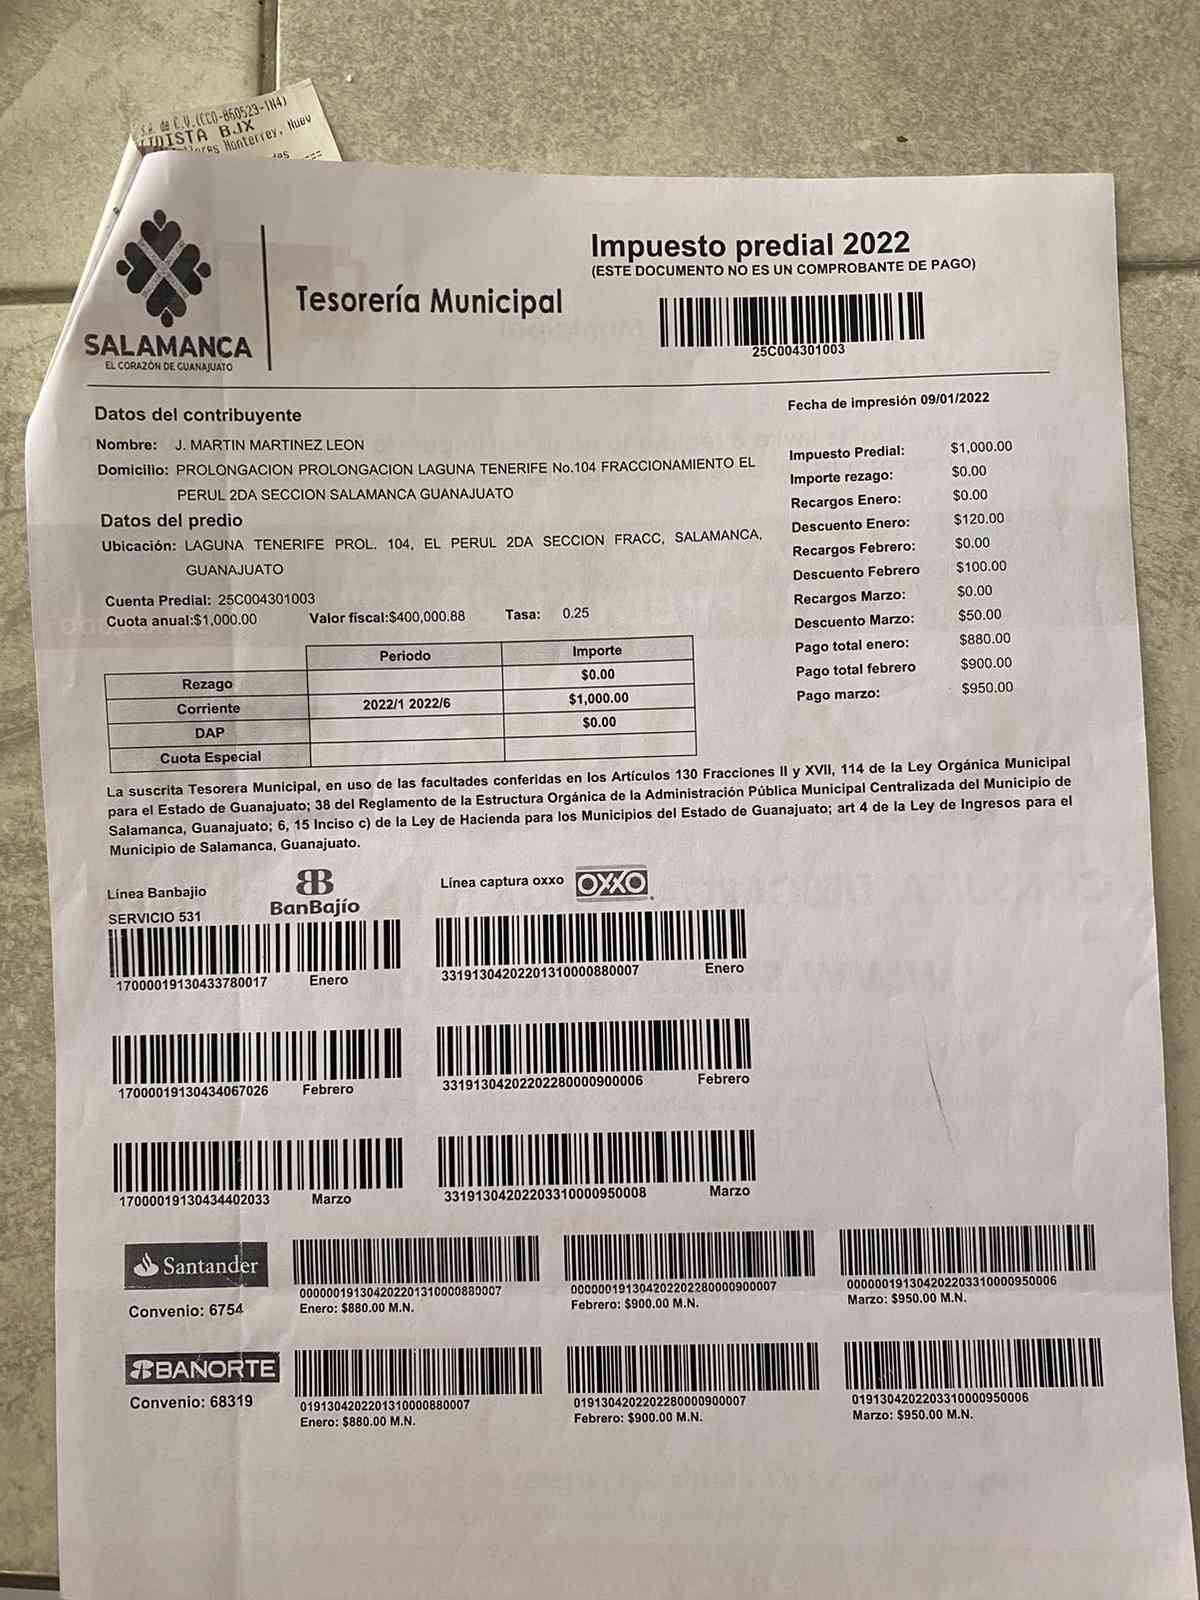 S.A. de C.V.(CCO-860523-1N4)
BJX
Monterrey, Nuev
SALAMANCA
EL CORAZÓN DE GUANAJUATO
Tesorería Municipal
Impuesto predial 2022
(ESTE DOCUMENTO NO ES UN COMPROBANTE DE PAGO)
25C004301003
Fecha de impresión 09/01/2022
Datos del contribuyente
Nombre: J. MARTIN MARTINEZ LEON
Domicilio: PROLONGACION PROLONGACION LAGUNA TENERIFE No.104 FRACCIONAMIENTO EL
PERUL 2DA SECCION SALAMANCA GUANAJUATO
Datos del predio
Ubicación: LAGUNA TENERIFE PROL. 104, EL PERUL 2DA SECCION FRACC, SALAMANCA,
GUANAJUATO
Cuenta Predial: 25C004301003
Cuota anual:$1,000.00 Valor fiscal:$400,000.88 Tasa: 0.25
Impuesto Predial: $1,000.00
Importe rezago: $0.00
Recargos Enero: $0.00
Descuento Enero: $120.00
Recargos Febrero: $0.00
Descuento Febrero $100.00
Recargos Marzo: $0.00
Descuento Marzo: $50.00
Pago total enero: $880.00
Pago total febrero $900.00
Pago marzo: $950.00
Periodo Importe
Rezago $0.00
Corriente 2022/1 2022/6 $1,000.00
DAP $0.00
Cuota Especial
La suscrita Tesorera Municipal, en uso de las facultades conferidas en los Artículos 130 Fracciones II y XVII, 114 de la Ley Orgánica Municipal
para el Estado de Guanajuato; 38 del Reglamento de la Estructura Orgánica de la Administración Pública Municipal Centralizada del Municipio de
Salamanca, Guanajuato; 6, 15 Inciso c) de la Ley de Hacienda para los Municipios del Estado de Guanajuato; art 4 de la Ley de Ingresos para el
Municipio de Salamanca, Guanajuato.
Línea Banbajio
SERVICIO 531
BanBajío
Línea captura oxxo OXXO
17000019130433780017 Enero
33191304202201310000880007 Enero
17000019130434067026 Febrero
33191304202202280000900006 Febrero
17000019130434402033 Marzo
33191304202203310000950008 Marzo
Santander
Convenio: 6754
0000001913042022013100008​80007
Enero: $880.00 M.N.
000000191304202202280000900007
Febrero: $900.00 M.N.
000000191304202203310000950006
Marzo: $950.00 M.N.
BANORTE
Convenio: 68319
0191304202201310000880007
Enero: $880.00 M.N.
0191304202202280000900007
Febrero: $900.00 M.N.
0191304202203310000950006
Marzo: $950.00 M.N.